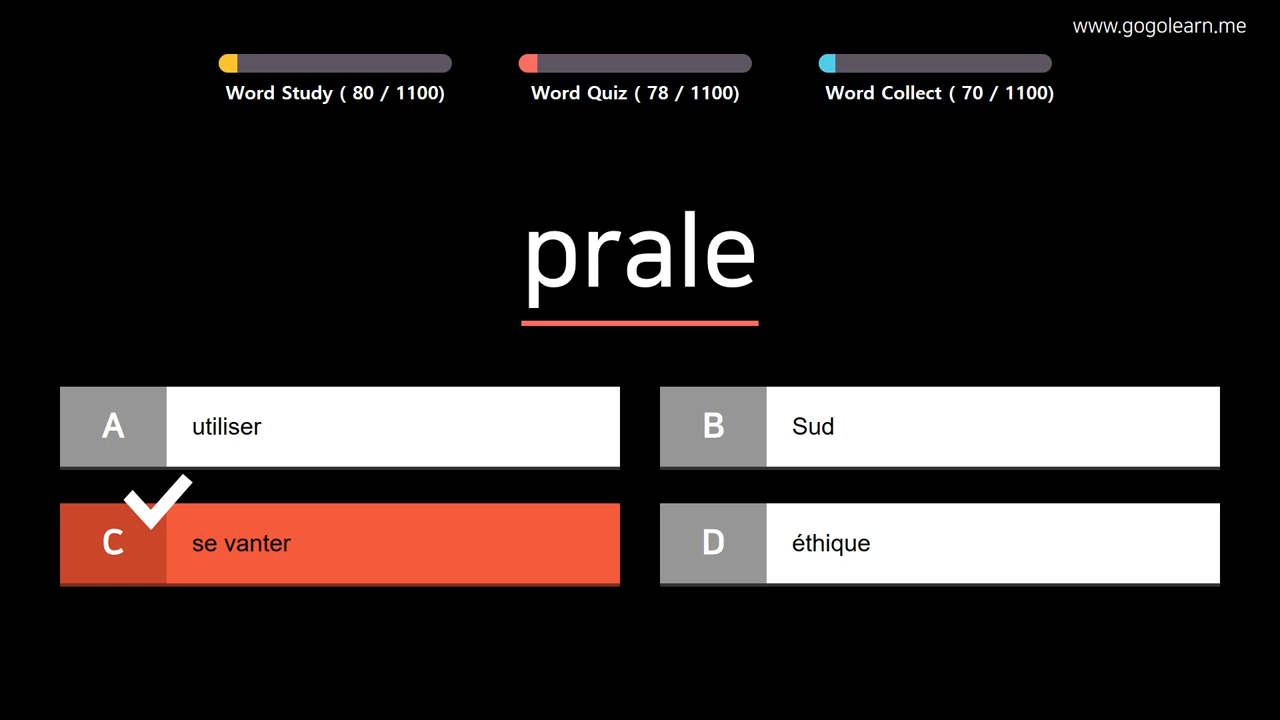 www.gogolearn.me
Word Study ( 80 / 1100)
Word Quiz ( 78 / 1100)
Word Collect ( 70 / 1100)
prale
A utiliser
B Sud
C se vanter
D éthique